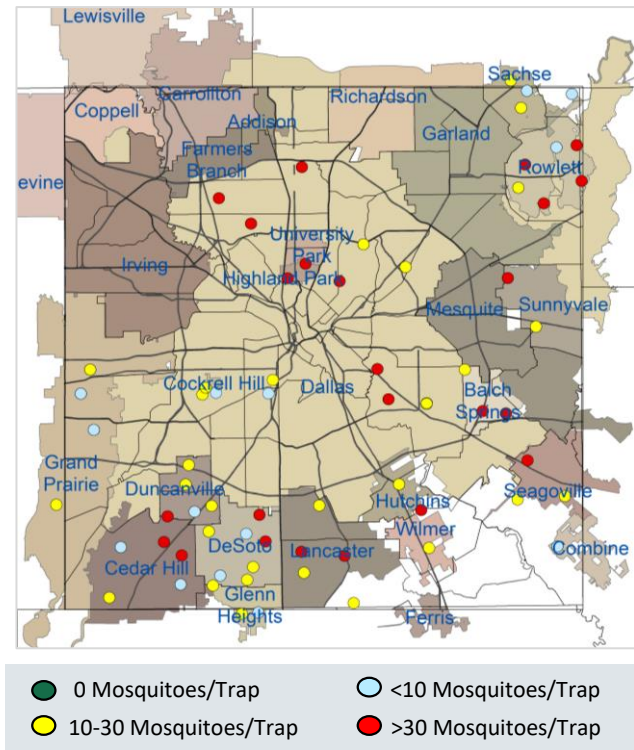 Lewisville
Sachse
Coppell
Carrollton
Richardson
Addison
Garland
Farmers
Branch
Rowlett
evine
University
Park
Irving
Highland Park
Mesquite
Sunnyvale
Cockrell Hill
Dallas
Balch
Springs
Grand
Prairie
Duncanville
Hutchins
Seagoville
Wilmer
DeSoto
Lancaster
Combine
Cedar Hill
Glenn
Heights
Ferris
0 Mosquitoes/Trap
<10 Mosquitoes/Trap
10-30 Mosquitoes/Trap
>30 Mosquitoes/Trap